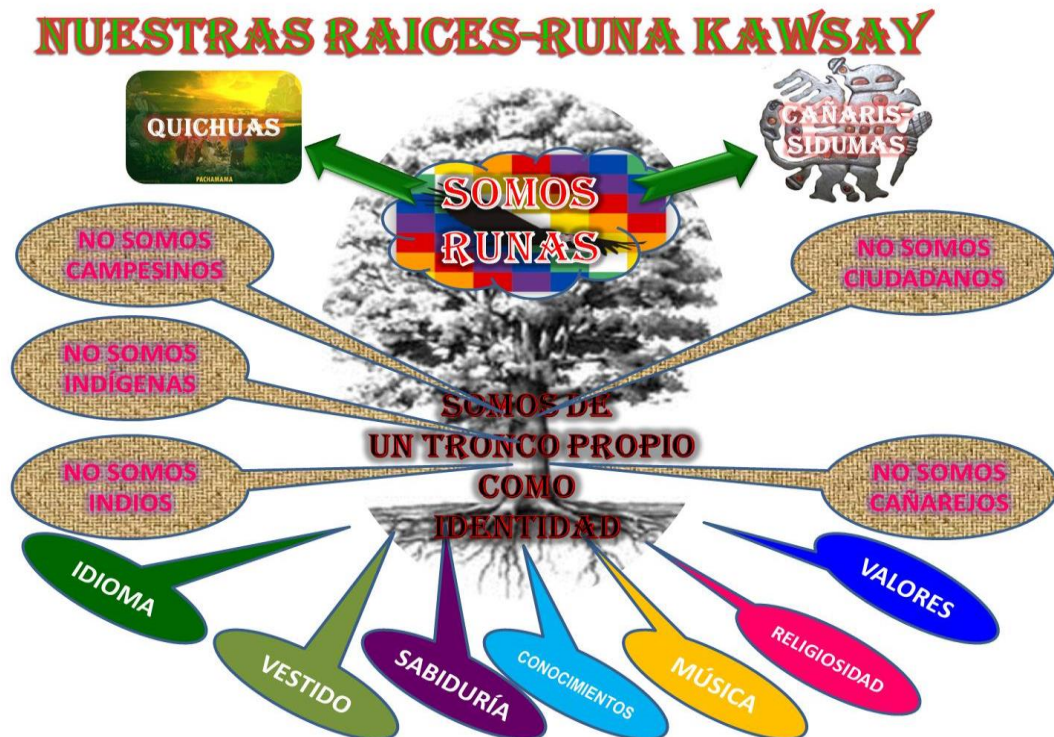 NUESTRAS RAICES-RUNA KAWSAY
QUICHUAS
PACHAMAMA
CAÑARIS-
SIDUMAS
SOMOS
RUNAS
NO SOMOS
CAMPESINOS
NO SOMOS
CIUDADANOS
NO SOMOS
INDÍGENAS
SOMOS DE
UN TRONCO PROPIO
COMO
IDENTIDAD
NO SOMOS
INDIOS
NO SOMOS
CAÑAREJOS
IDIOMA
VESTIDO
SABIDURÍA
CONOCIMIENTOS
MÚSICA
RELIGIOSIDAD
VALORES